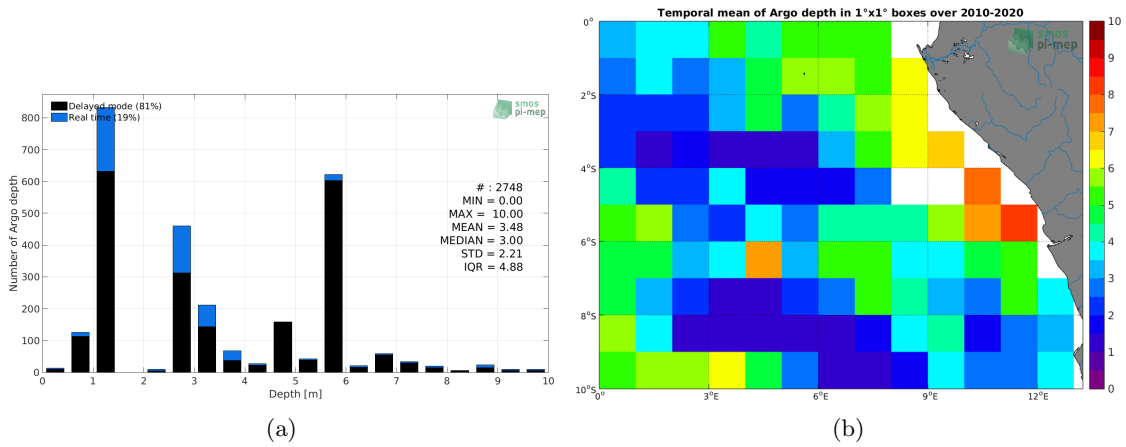 Delayed mode (81%)
Real time (19%)
smos
pi-mep
800
700
600
500
400
300
200
100
0
Number of Argo depth
# : 2748
MIN = 0.00
MAX = 10.00
MEAN = 3.48
MEDIAN = 3.00
STD = 2.21
IQR = 4.88
0 1 2 3 4 5 6 7 8 9 10
Depth [m]
(a)
Temporal mean of Argo depth in 1°x1° boxes over 2010-2020
smos
pi-mep
0°
2°S
4°S
6°S
8°S
10°S
0° 3°E 6°E 9°E 12°E
10
9
8
7
6
5
4
3
2
1
0
(b)